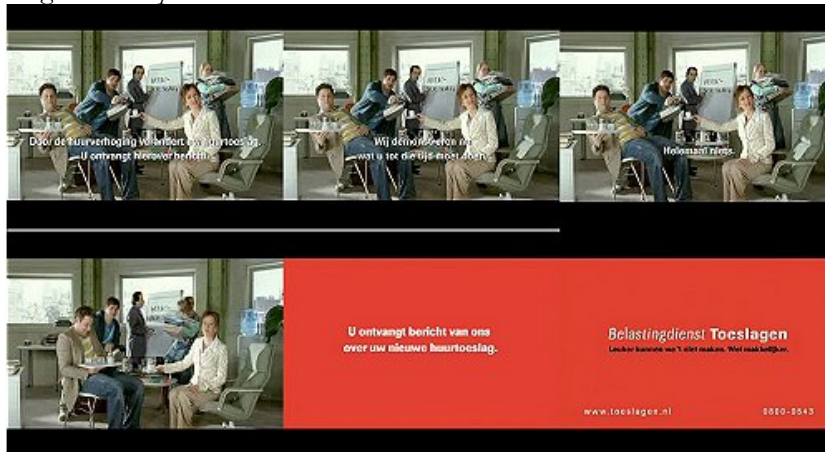 Door de huurverhoging verandert uw huurtoeslag.
U ontvangt hierover bericht.
Wij demonstreren nu
wat u tot die tijd moet doen.
Helemaal niets.
U ontvangt bericht van ons
over uw nieuwe huurtoeslag.
Belastingdienst Toeslagen
Leuker kunnen we 't niet maken. Wel makkelijker.
www.toeslagen.nl 0800-0543